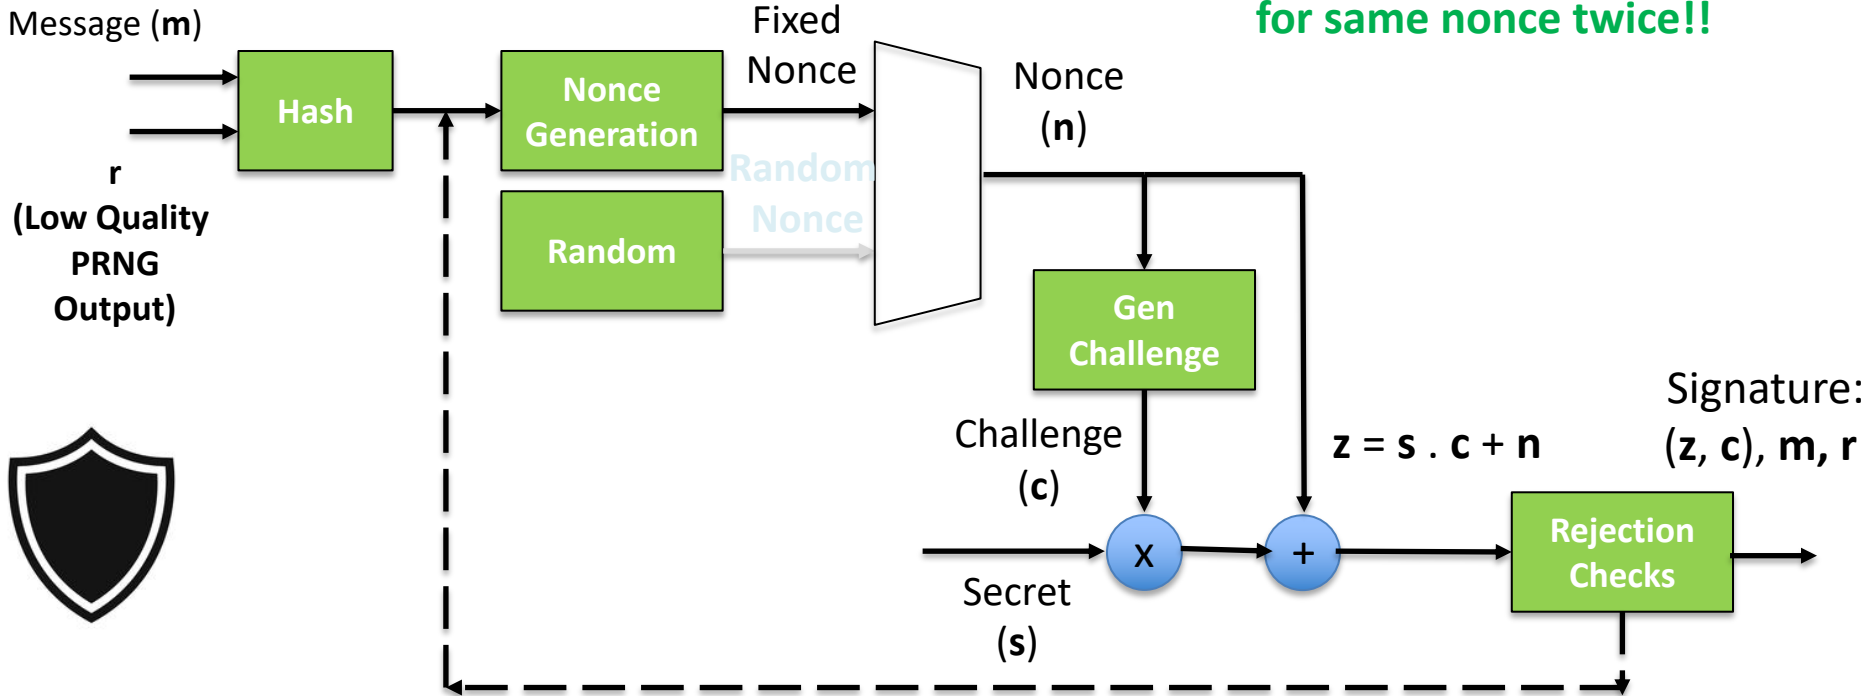 Message (m)
for same nonce twice!!
Fixed
Nonce
Nonce
(n)
Hash
Nonce
Generation
Random
Nonce
r
(Low Quality
PRNG
Output)
Random
Gen
Challenge
Signature:
(z, c), m, r
Challenge
(c)
z = s . c + n
x
+
Rejection
Checks
Secret
(s)